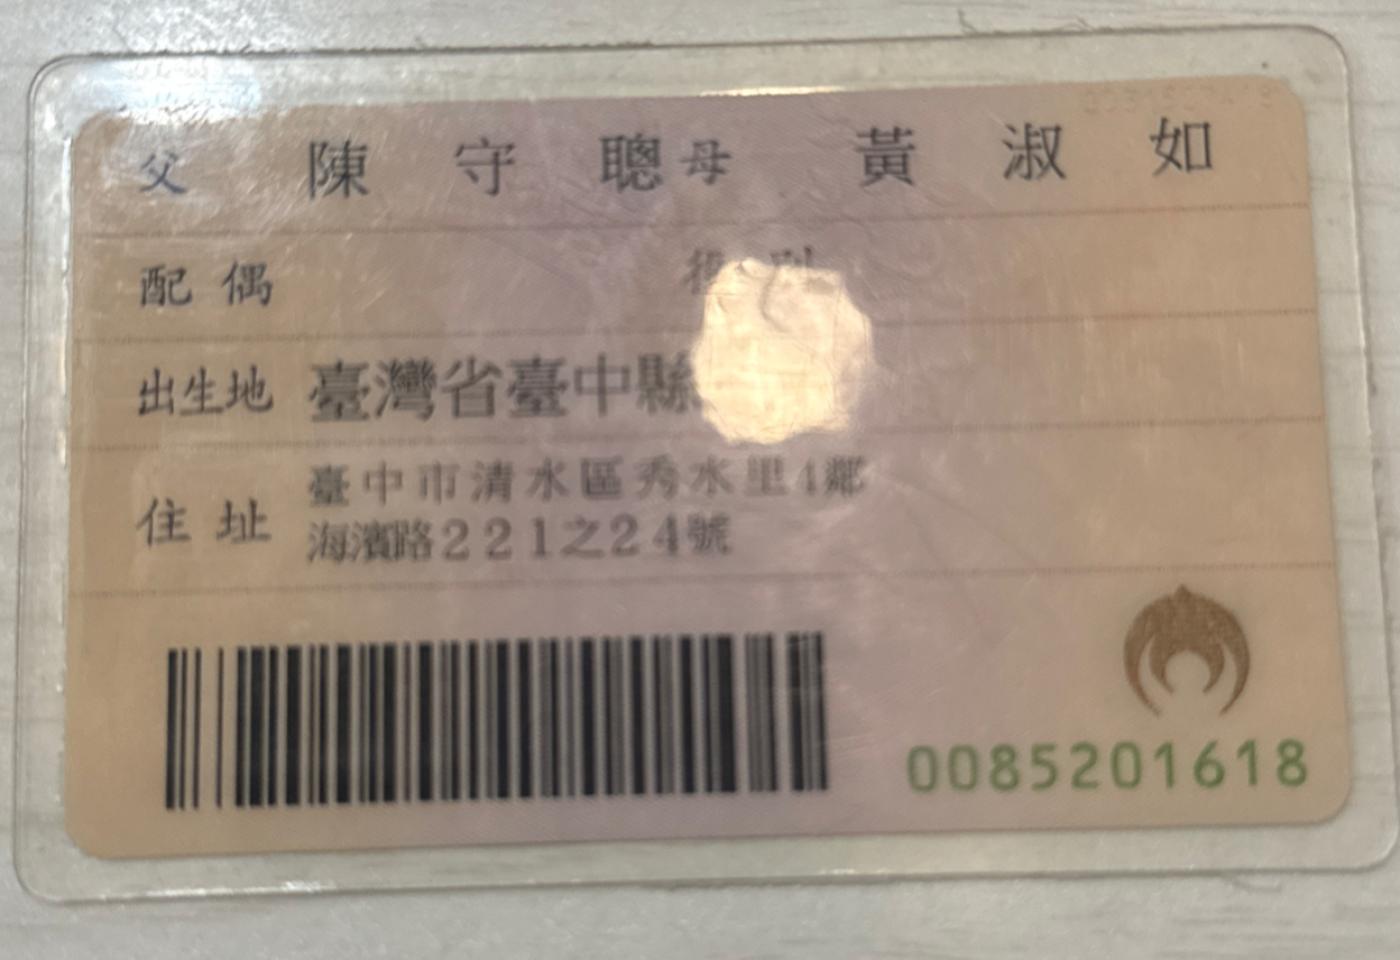 父 陳守聰 母 黃淑如
配偶 役別
出生地 臺灣省臺中縣
住址 臺中市清水區秀水里4鄰
海濱路221之24號
0085201618